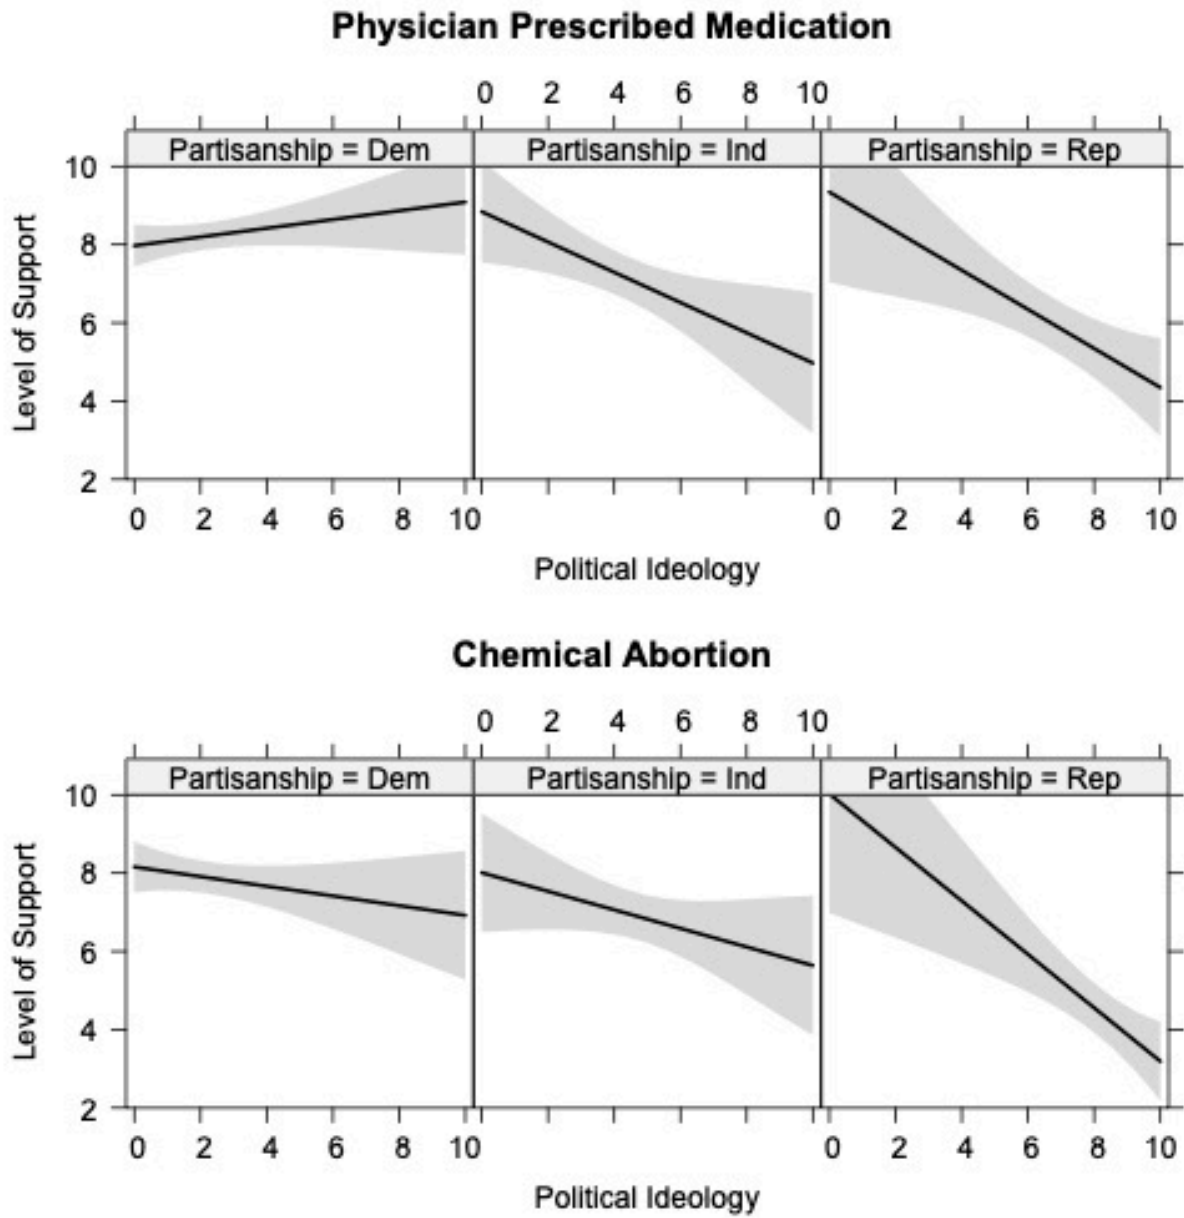 Physician Prescribed Medication
0 2 4 6 8 10
Partisanship = Dem Partisanship = Ind Partisanship = Rep
10
8
6
4
2
Level of Support
0 2 4 6 8 10 0 2 4 6 8 10
Political Ideology
Chemical Abortion
0 2 4 6 8 10
Partisanship = Dem Partisanship = Ind Partisanship = Rep
10
8
6
4
2
Level of Support
0 2 4 6 8 10 0 2 4 6 8 10
Political Ideology